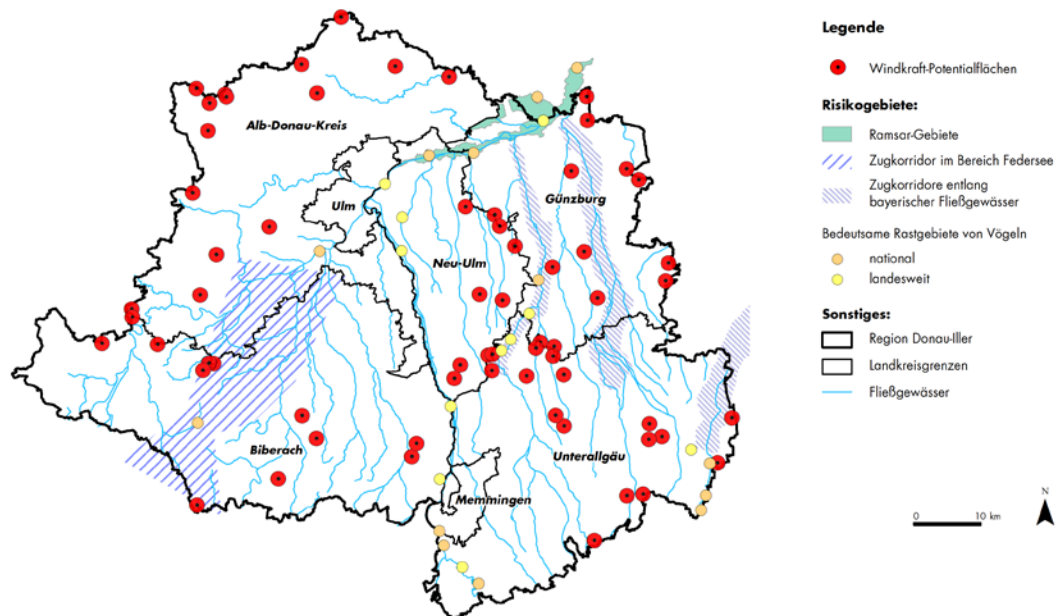 Alb-Donau-Kreis
Ulm
Günzburg
Neu-Ulm
Biberach
Unterallgäu
Memmingen
Legende
Windkraft-Potentialflächen
Risikogebiete:
Ramsar-Gebiete
Zugkorridor im Bereich Federsee
Zugkorridore entlang
bayerischer Fließgewässer
Bedeutsame Rastgebiete von Vögeln
national
landesweit
Sonstiges:
Region Donau-Iller
Landkreisgrenzen
Fließgewässer
N
0 10 km